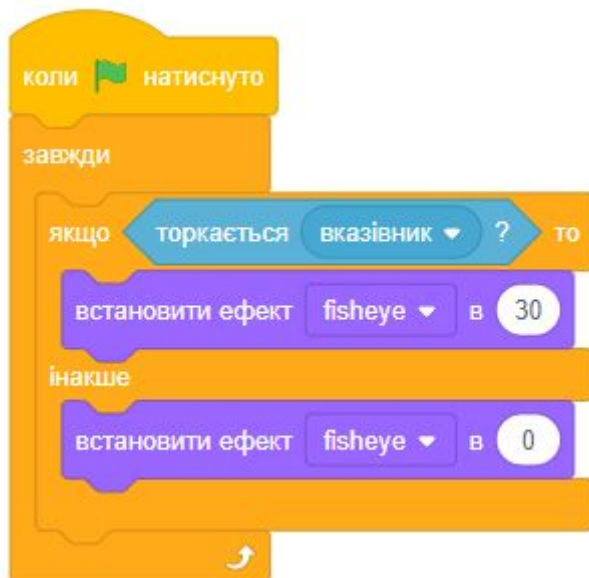 коли натиснуто
завжди
якщо торкається вказівник ? то
встановити ефект fisheye в 30
інакше
встановити ефект fisheye в 0